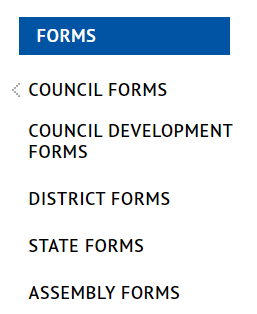 FORMS
COUNCIL FORMS
COUNCIL DEVELOPMENT
FORMS
DISTRICT FORMS
STATE FORMS
ASSEMBLY FORMS